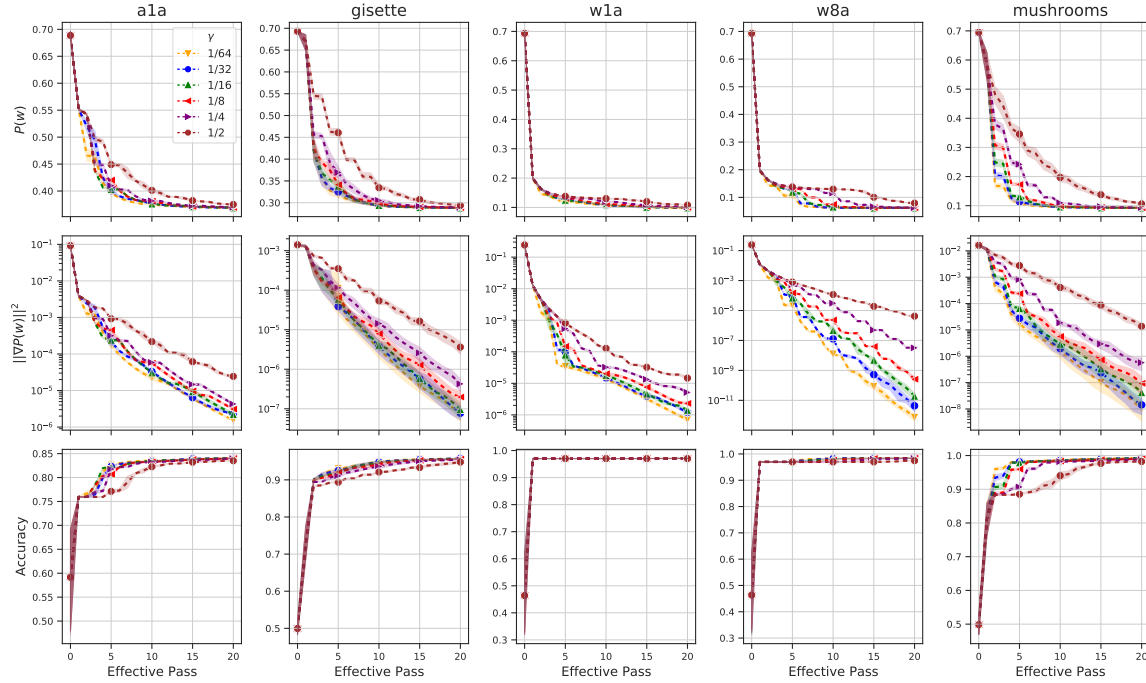 a1a gisette w1a w8a mushrooms
γ
1/64
1/32
1/16
1/8
1/4
1/2
P(w)
0.70 0.65 0.60 0.55 0.50 0.45 0.40
0.70 0.65 0.60 0.55 0.50 0.45 0.40 0.35 0.30
0.7 0.6 0.5 0.4 0.3 0.2 0.1
0.7 0.6 0.5 0.4 0.3 0.2 0.1
0.7 0.6 0.5 0.4 0.3 0.2 0.1
||∇P(w)||²
10⁻¹ 10⁻² 10⁻³ 10⁻⁴ 10⁻⁵ 10⁻⁶
10⁻³ 10⁻⁴ 10⁻⁵ 10⁻⁶ 10⁻⁷
10⁻¹ 10⁻² 10⁻³ 10⁻⁴ 10⁻⁵ 10⁻⁶
10⁻¹ 10⁻³ 10⁻⁵ 10⁻⁷ 10⁻⁹ 10⁻¹¹
10⁻² 10⁻³ 10⁻⁴ 10⁻⁵ 10⁻⁶ 10⁻⁷ 10⁻⁸
Accuracy
0.85 0.80 0.75 0.70 0.65 0.60 0.55 0.50
0.9 0.8 0.7 0.6 0.5
1.0 0.9 0.8 0.7 0.6 0.5 0.4 0.3
1.0 0.9 0.8 0.7 0.6 0.5 0.4 0.3
1.0 0.9 0.8 0.7 0.6 0.5
0 5 10 15 20 0 5 10 15 20 0 5 10 15 20 0 5 10 15 20 0 5 10 15 20
Effective Pass Effective Pass Effective Pass Effective Pass Effective Pass